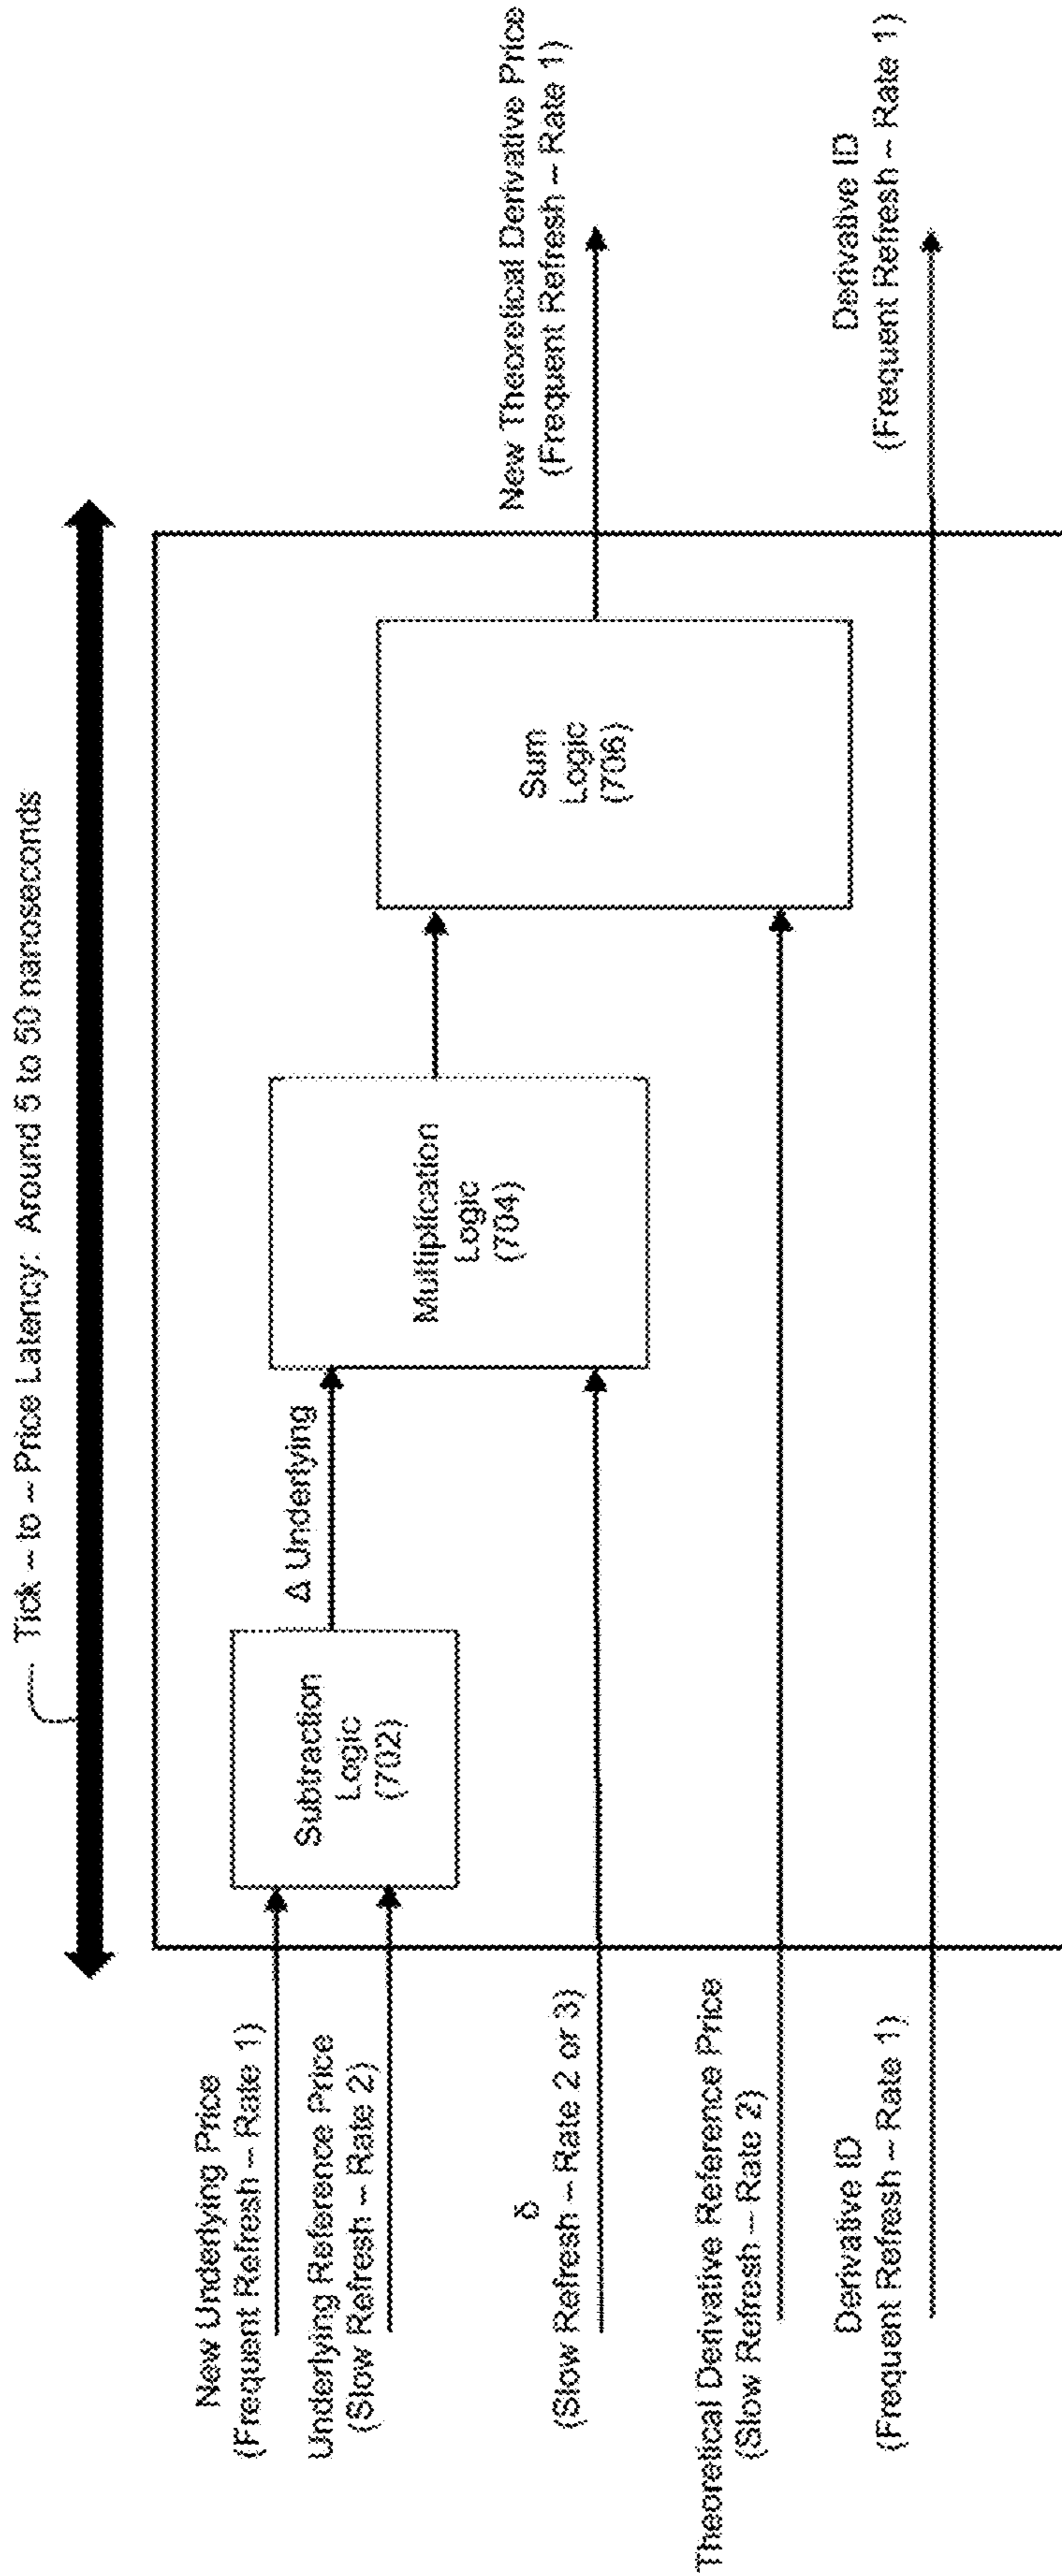 Tick -- to -- Price Latency: Around 5 to 50 nanoseconds
New Underlying Price
(Frequent Refresh -- Rate 1)
Underlying Reference Price
(Slow Refresh -- Rate 2)
δ
(Slow Refresh -- Rate 2 or 3)
Theoretical Derivative Reference Price
(Slow Refresh -- Rate 2)
Derivative ID
(Frequent Refresh -- Rate 1)
Subtraction
Logic
(702)
Δ Underlying
Multiplication
Logic
(704)
Sum
Logic
(706)
New Theoretical Derivative Price
(Frequent Refresh -- Rate 1)
Derivative ID
(Frequent Refresh -- Rate 1)